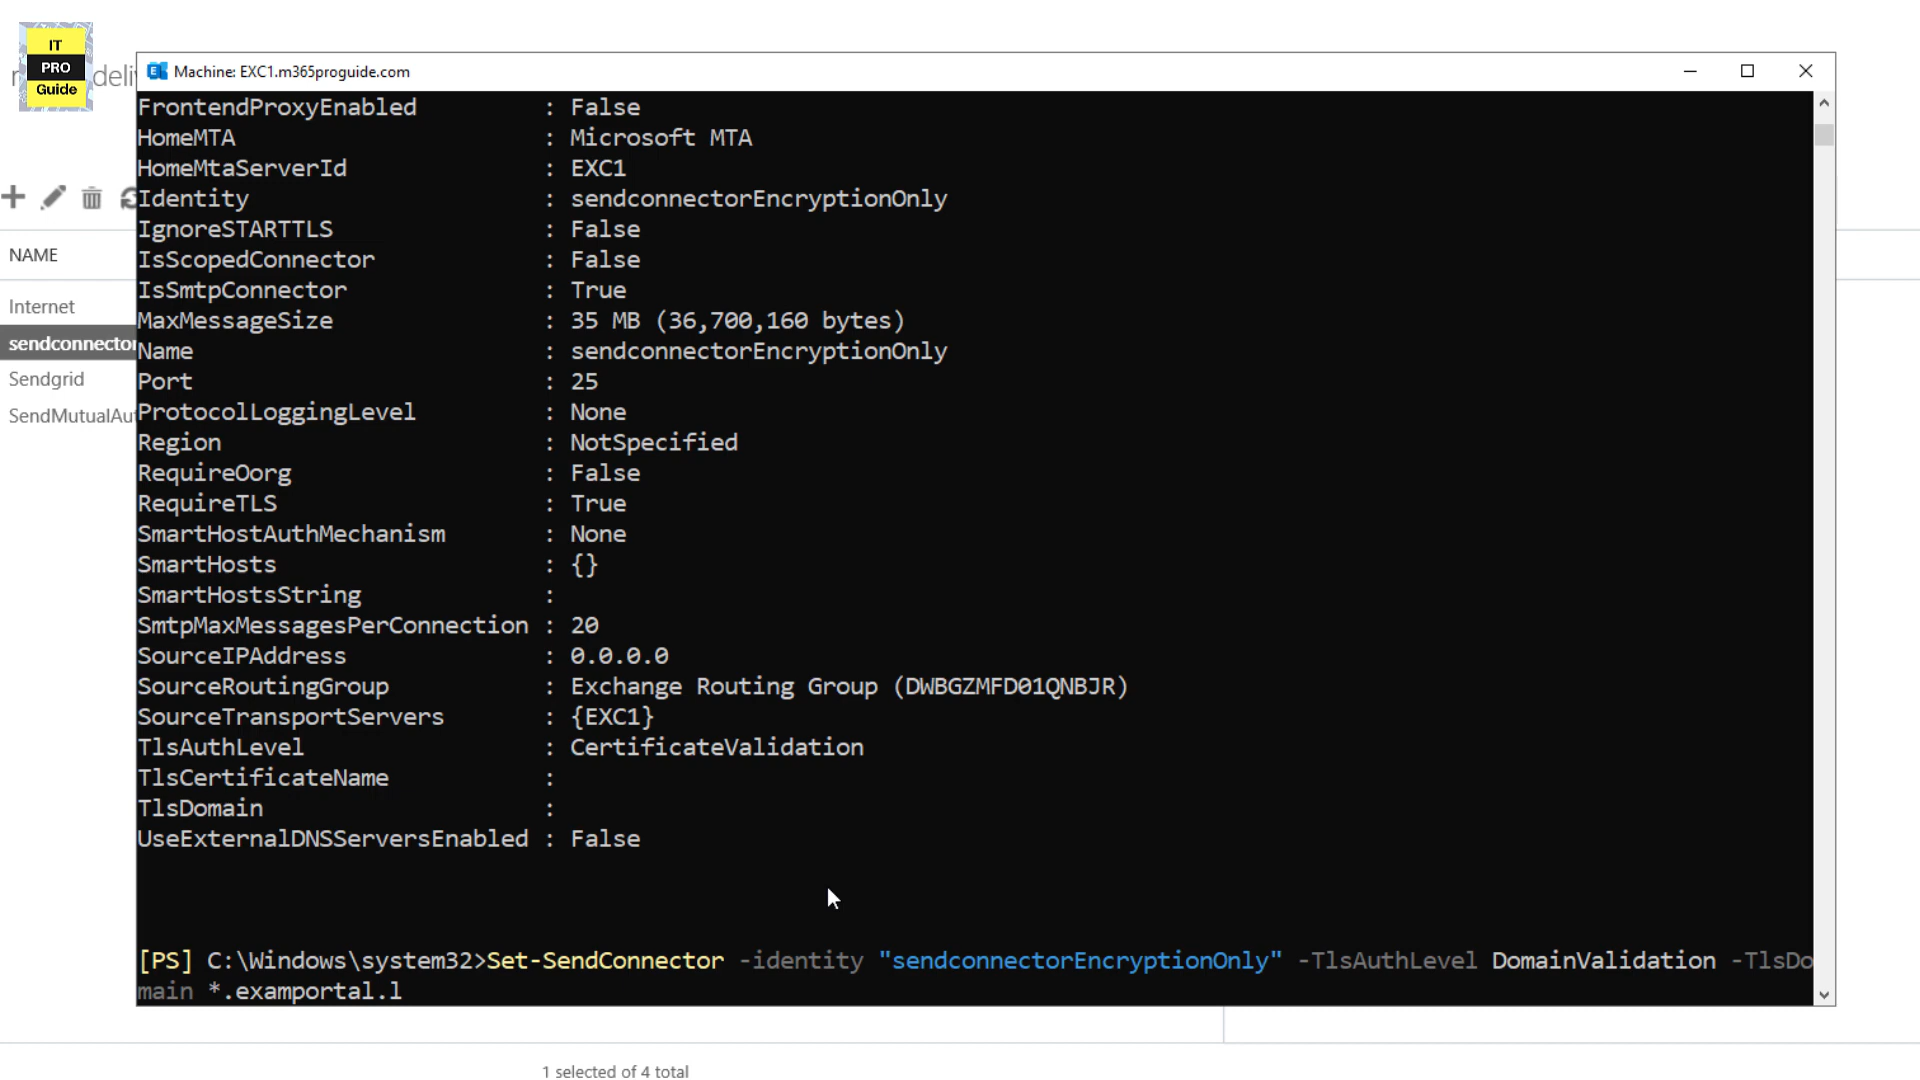 IT
PRO
Guide
Machine: EXC1.m365proguide.com
FrontendProxyEnabled : False
HomeMTA : Microsoft MTA
HomeMtaServerId : EXC1
Identity : sendconnectorEncryptionOnly
IgnoreSTARTTLS : False
NAME
IsScopedConnector : False
IsSmtpConnector : True
Internet
MaxMessageSize : 35 MB (36,700,160 bytes)
sendconnector
Name : sendconnectorEncryptionOnly
Sendgrid
Port : 25
SendMutualAut
ProtocolLoggingLevel : None
Region : NotSpecified
RequireOorg : False
RequireTLS : True
SmartHostAuthMechanism : None
SmartHosts : {}
SmartHostsString :
SmtpMaxMessagesPerConnection : 20
SourceIPAddress : 0.0.0.0
SourceRoutingGroup : Exchange Routing Group (DWBGZMFD01QNBJR)
SourceTransportServers : {EXC1}
TlsAuthLevel : CertificateValidation
TlsCertificateName :
TlsDomain :
UseExternalDNSServersEnabled : False
[PS] C:\Windows\system32>Set-SendConnector -identity "sendconnectorEncryptionOnly" -TlsAuthLevel DomainValidation -TlsDo
main *.examportal.l
1 selected of 4 total